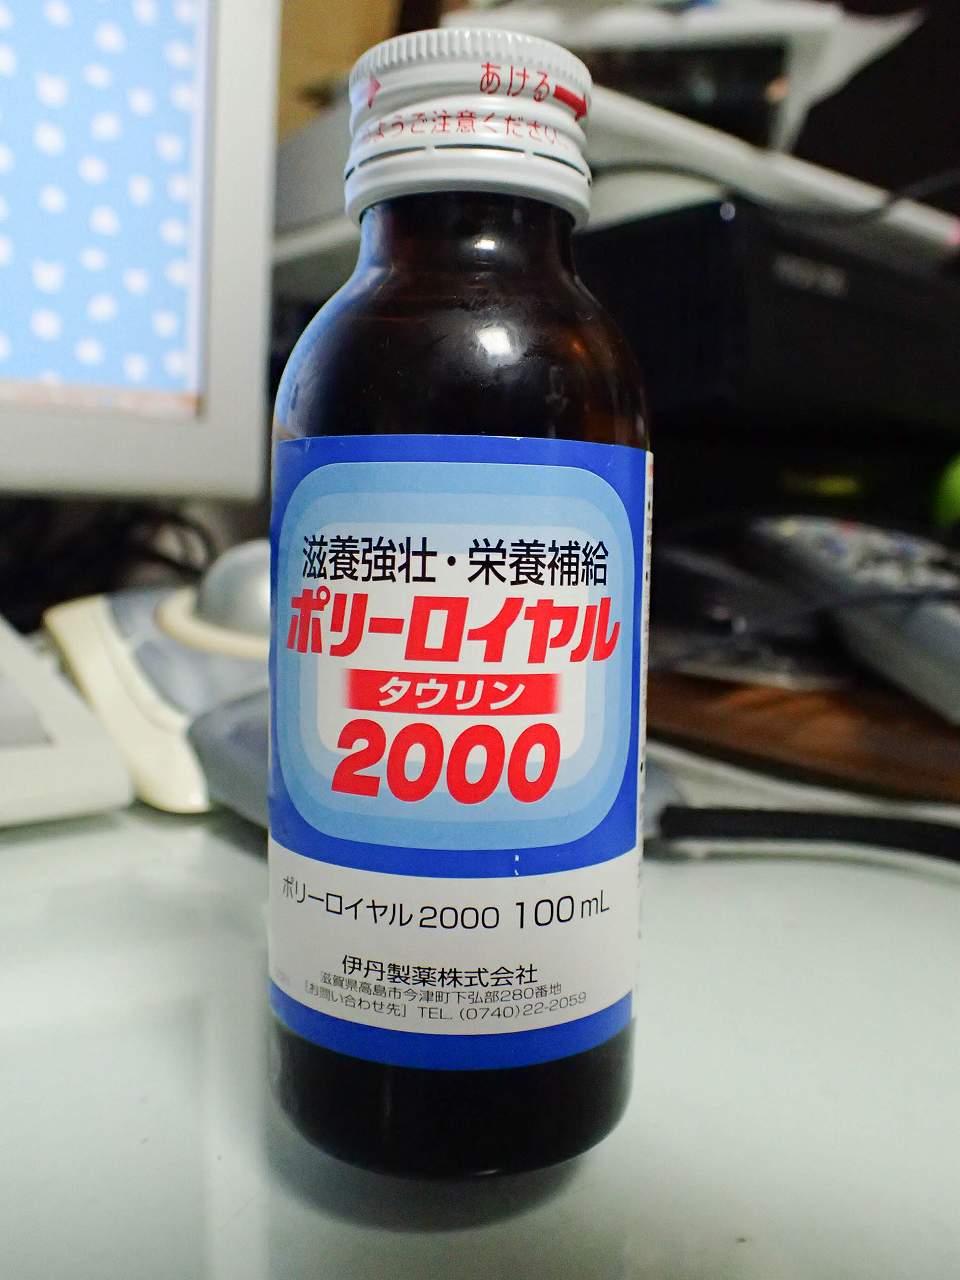 あける
ようご注意ください
滋養強壮・栄養補給
ポリーロイヤル
タウリン
2000
ポリーロイヤル2000 100mL
伊丹製薬株式会社
滋賀県高島市今津町下弘部280番地
[お問い合わせ先] TEL. (0740)22-2059